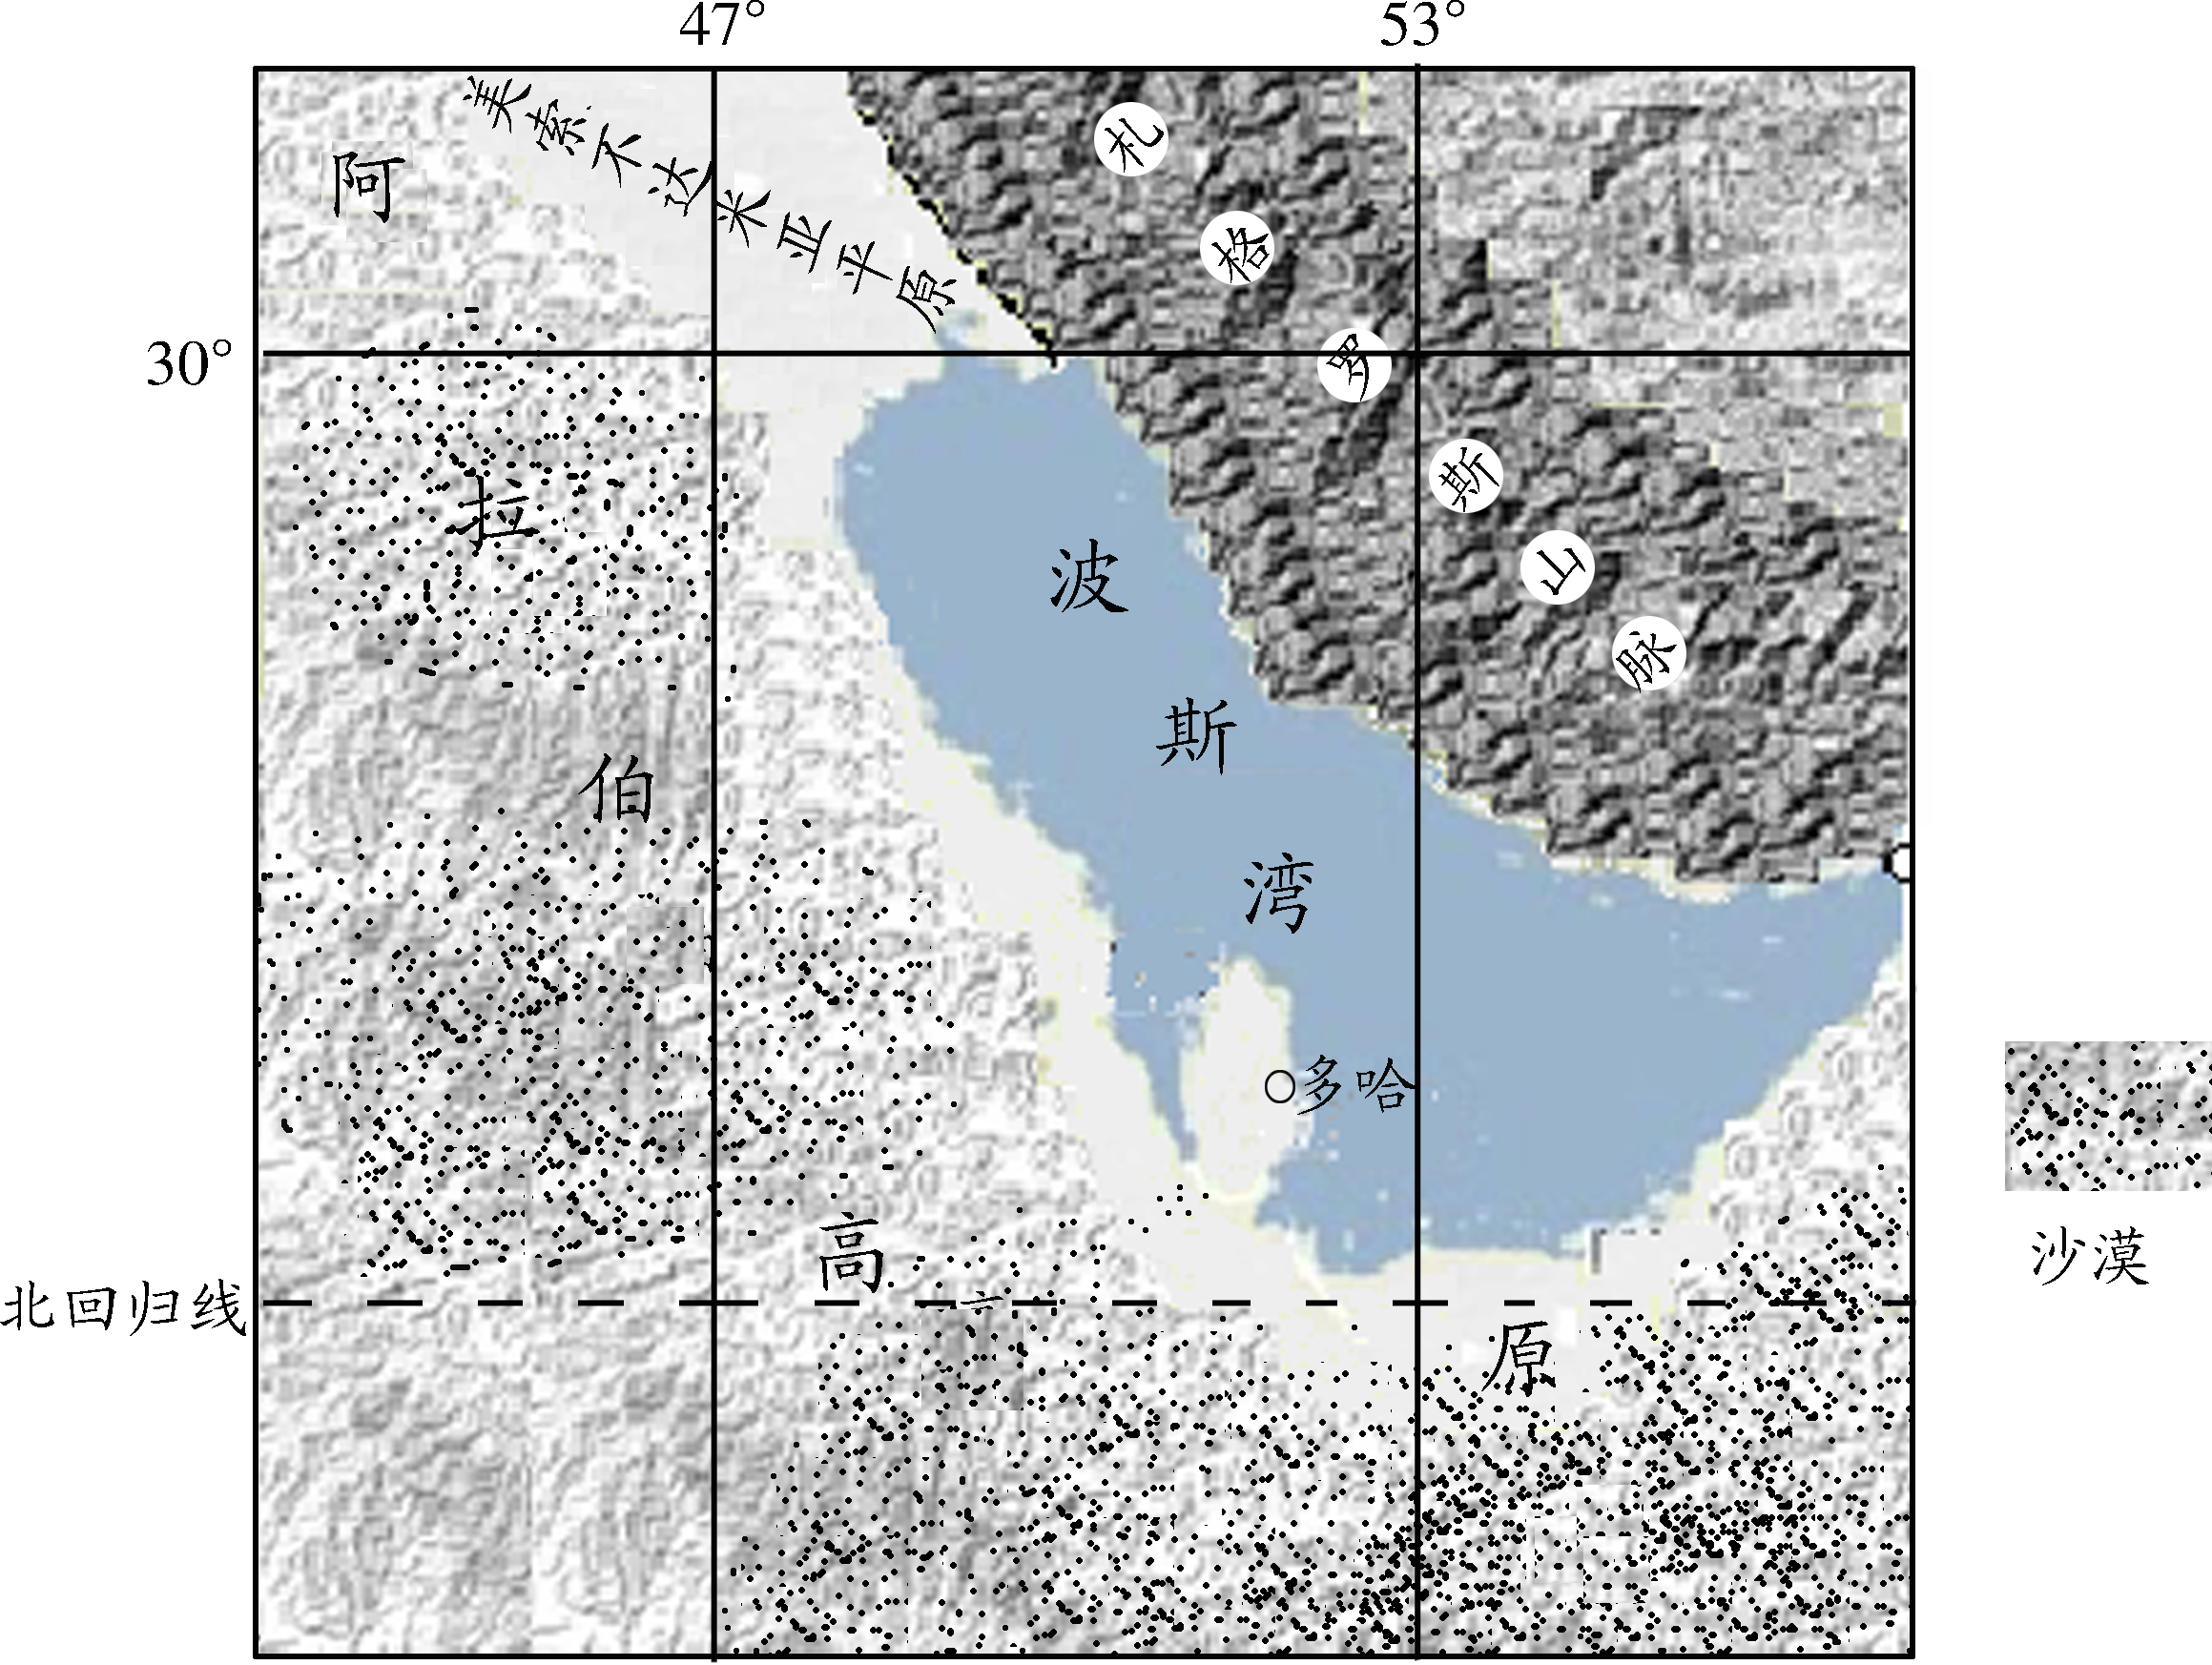 47° 53°
美索不达米亚平原
札格罗斯山脉
30°
阿拉伯高原
波斯湾
多哈
沙漠
北回归线